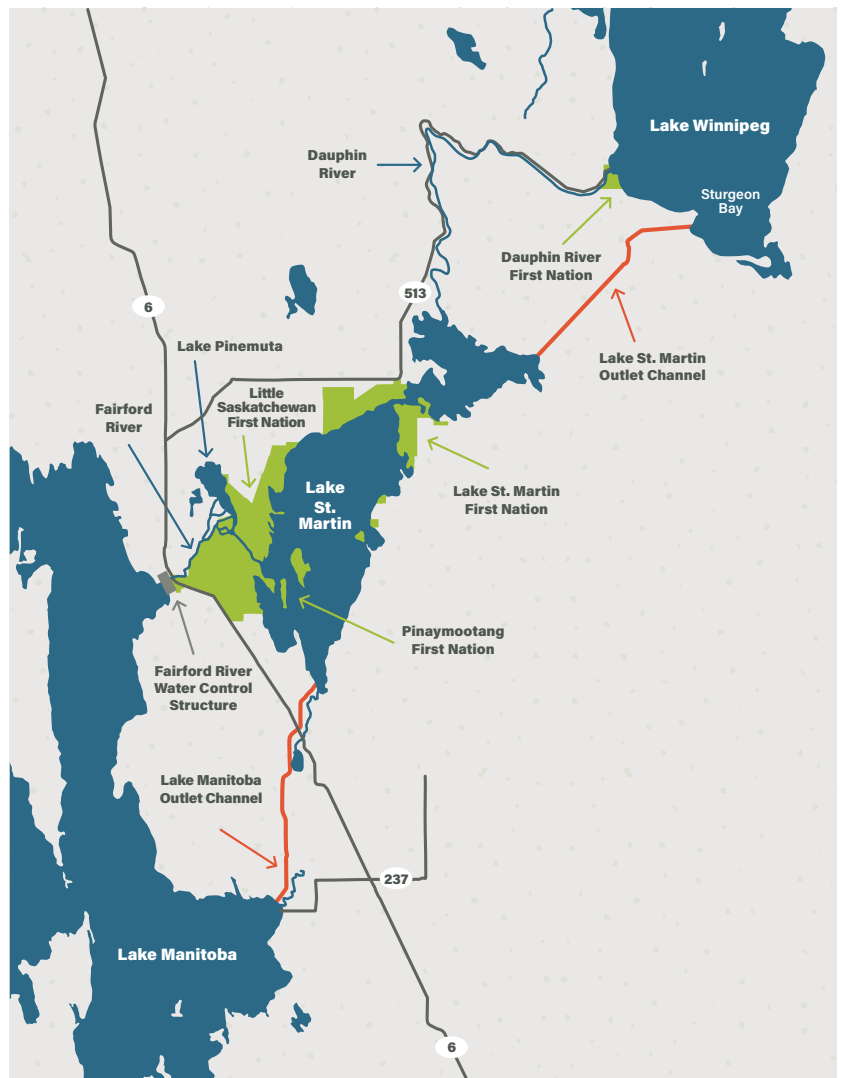 Lake Winnipeg
Dauphin
River
Sturgeon
Bay
Dauphin River
First Nation
513
6
Lake Pinemuta
Lake St. Martin
Outlet Channel
Little
Saskatchewan
First Nation
Fairford
River
Lake
St.
Martin
Lake St. Martin
First Nation
Pinaymootang
First Nation
Fairford River
Water Control
Structure
Lake Manitoba
Outlet Channel
237
Lake Manitoba
6